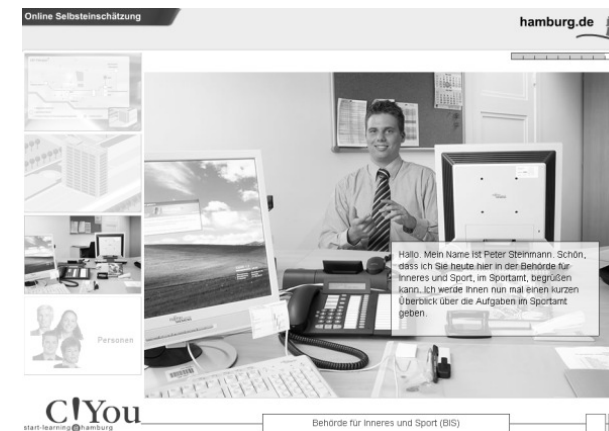 Online Selbsteinschätzung
hamburg.de
Hallo. Mein Name ist Peter Steinmann. Schön,
dass ich Sie heute hier in der Behörde für
Inneres und Sport, im Sportamt, begrüßen
kann. Ich werde Ihnen nun mal einen kurzen
Überblick über die Aufgaben im Sportamt
geben.
Personen
C!You
start-learning@hamburg
Behörde für Inneres und Sport (BIS)